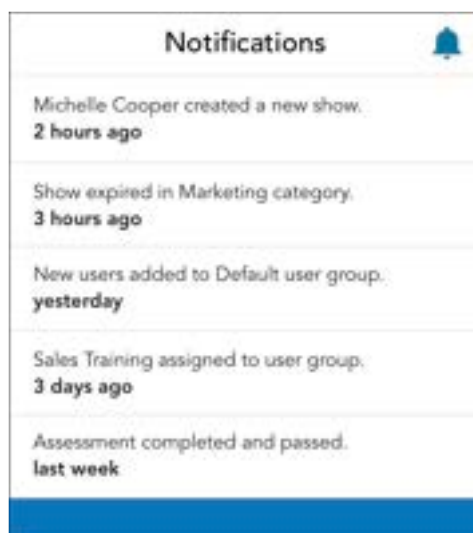 Notifications
Michelle Cooper created a new show.
2 hours ago
Show expired in Marketing category.
3 hours ago
New users added to Default user group.
yesterday
Sales Training assigned to user group.
3 days ago
Assessment completed and passed.
last week